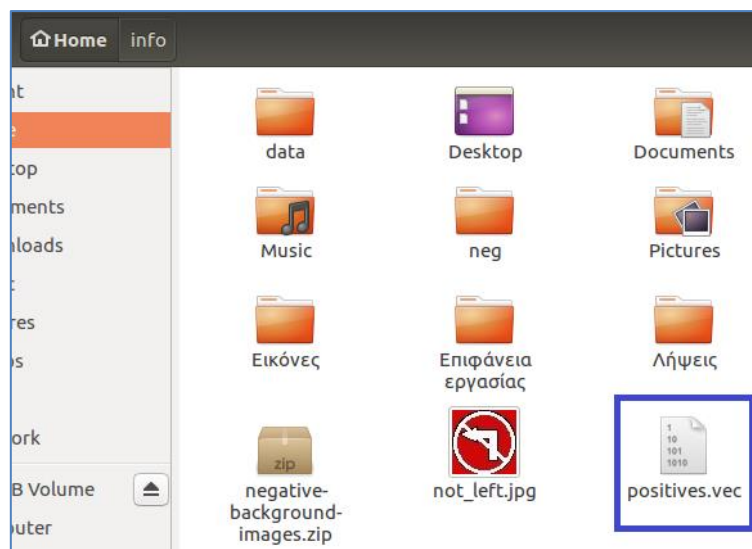 Home info
data Desktop Documents
Music neg Pictures
Εικόνες Επιφάνεια εργασίας Λήψεις
zip
1
10
101
1010
negative-background-images.zip not_left.jpg positives.vec
nt
e
top
ments
nloads
res
os
ork
B Volume
puter